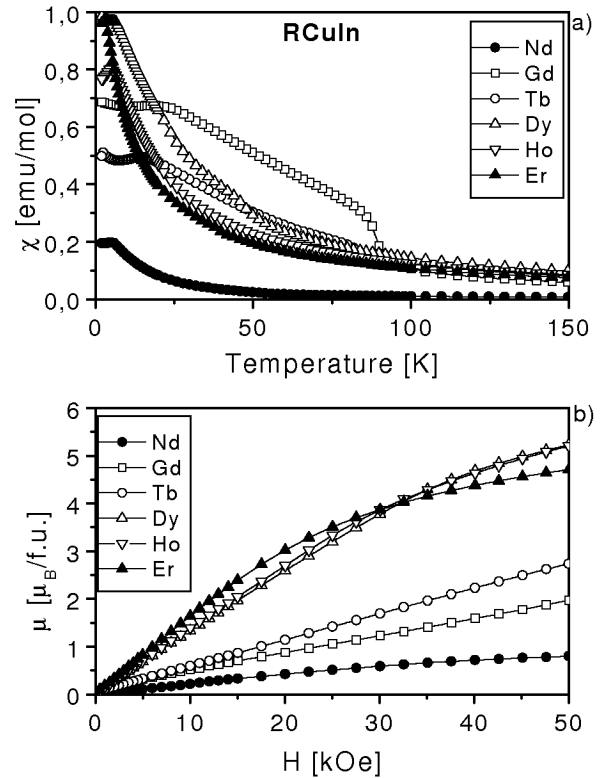 RCuIn
a)
1,0
0,8
0,6
0,4
0,2
0,0
χ [emu/mol]
Nd
Gd
Tb
Dy
Ho
Er
0 50 100 150
Temperature [K]
b)
6
5
4
3
2
1
0
μ [μB/f.u.]
Nd
Gd
Tb
Dy
Ho
Er
0 10 20 30 40 50
H [kOe]